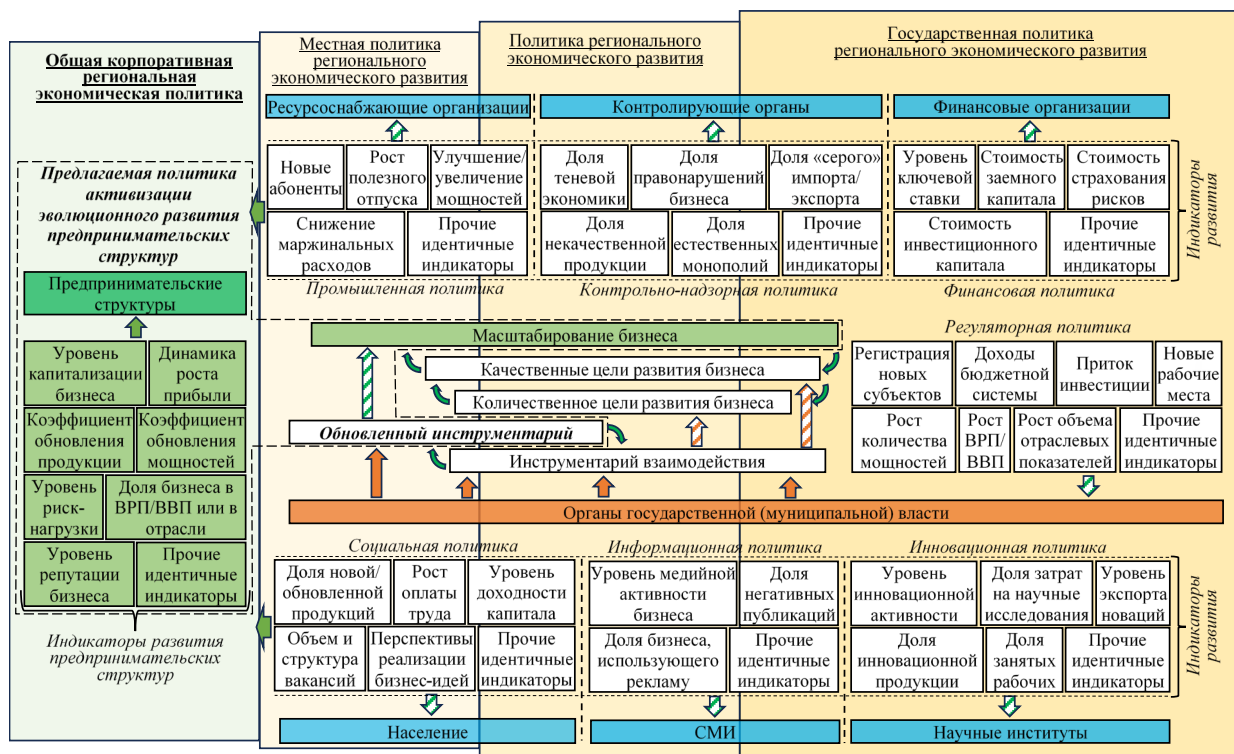 Общая корпоративная
региональная
экономическая политика
Местная политика
регионального
экономического развития
Политика регионального
экономического развития
Государственная политика
регионального экономического развития
Ресурсоснабжающие организации
Контролирующие органы
Финансовые организации
Предлагаемая политика
активизации
эволюционного развития
предпринимательских
структур
Предпринимательские
структуры
Уровень
капитализации
бизнеса
Динамика
роста
прибыли
Коэффициент
обновления
продукции
Коэффициент
обновления
мощностей
Уровень
риск-
нагрузки
Доля бизнеса в
ВРП/ВВП или в
отрасли
Уровень
репутации
бизнеса
Прочие
идентичные
индикаторы
Индикаторы развития
предпринимательских
структур
Новые
абоненты
Рост
полезного
отпуска
Улучшение/
увеличение
мощностей
Снижение
маржинальных
расходов
Прочие
идентичные
индикаторы
Промышленная политика
Доля
теневой
экономики
Доля
правонарушений
бизнеса
Доля «серого»
импорта/
экспорта
Доля
некачественной
продукции
Доля
естественных
монополий
Прочие
идентичные
индикаторы
Контрольно-надзорная политика
Уровень
ключевой
ставки
Стоимость
заемного
капитала
Стоимость
страхования
рисков
Стоимость
инвестиционного
капитала
Прочие
идентичные
индикаторы
Финансовая политика
Индикаторы
развития
Масштабирование бизнеса
Качественные цели развития бизнеса
Количественное цели развития бизнеса
Обновленный инструментарий
Инструментарий взаимодействия
Регуляторная политика
Регистрация
новых
субъектов
Доходы
бюджетной
системы
Приток
инвестиции
Новые
рабочие
места
Рост
количества
мощностей
Рост
ВРП/
ВВП
Рост объема
отраслевых
показателей
Прочие
идентичные
индикаторы
Органы государственной (муниципальной) власти
Социальная политика
Информационная политика
Инновационная политика
Доля новой/
обновленной
продукций
Рост
оплаты
труда
Уровень
доходности
капитала
Объем и
структура
вакансий
Перспективы
реализации
бизнес-идей
Прочие
идентичные
индикаторы
Уровень медийной
активности
бизнеса
Доля
негативных
публикаций
Доля бизнеса,
использующего
рекламу
Прочие
идентичные
индикаторы
Уровень
инновационной
активности
Доля затрат
на научные
исследования
Уровень
экспорта
новаций
Доля
инновационной
продукции
Доля
занятых
рабочих
Прочие
идентичные
индикаторы
Индикаторы
развития
Население
СМИ
Научные институты